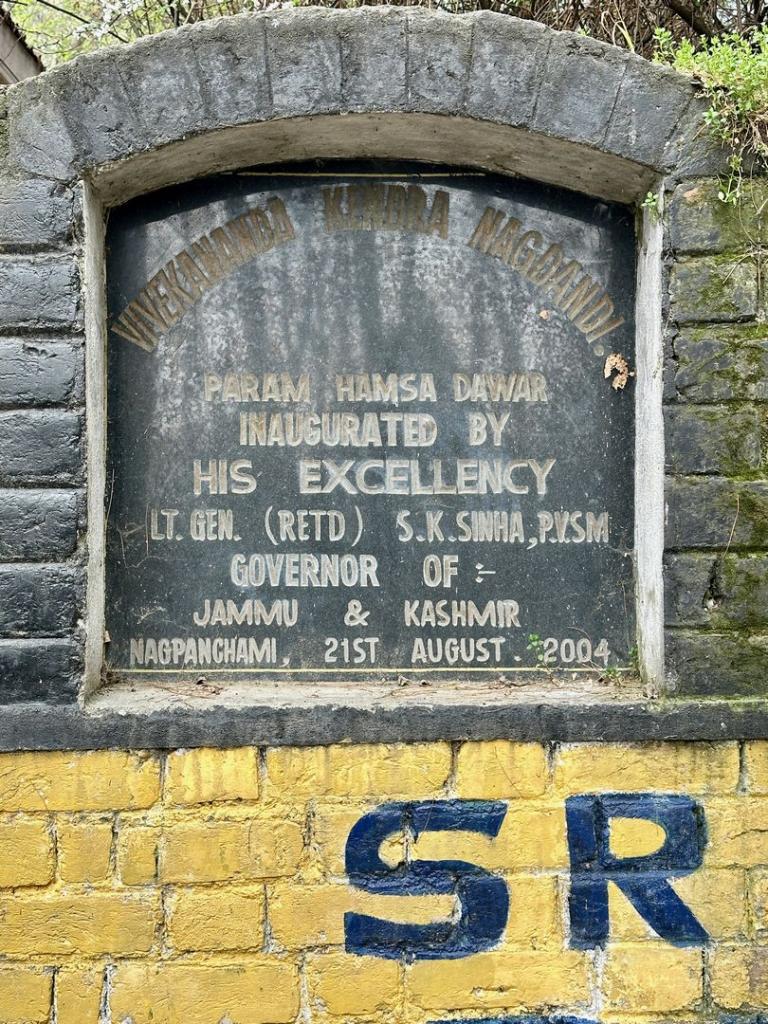 VIVEKANANDA KENDRA NAGDANDI.
PARAM HAMSA DAWAR
INAUGURATED BY
HIS EXCELLENCY
LT. GEN. (RETD) S.K.SINHA,P.V.SM
GOVERNOR OF :-
JAMMU & KASHMIR
NAGPANCHAMI, 21ST AUGUST. 2004
SR